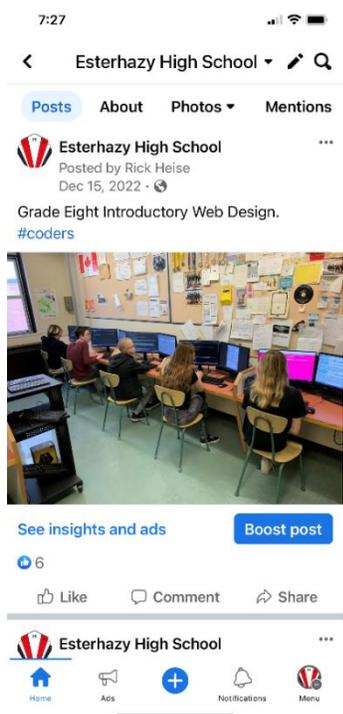 7:27
Esterhazy High School
Posts About Photos Mentions
Esterhazy High School
Posted by Rick Heise
Dec 15, 2022 ·
Grade Eight Introductory Web Design.
#coders
See insights and ads Boost post
6
Like Comment Share
Esterhazy High School
Home Ads Notifications Menu